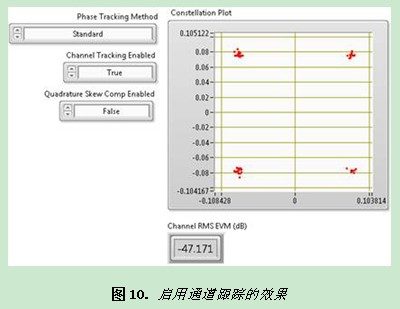 Phase Tracking Method
Standard
Channel Tracking Enabled
True
Quadrature Skew Comp Enabled
False
Constellation Plot
0.105122
0.08
0.06
0.04
0.02
0
-0.02
-0.04
-0.06
-0.08
-0.104167
-0.108428
0
0.103814
Channel RMS EVM (dB)
-47.171
图 10. 启用通道跟踪的效果